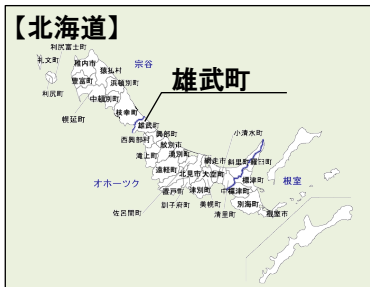 【北海道】
利尻富士町
宗谷
礼文町
稚内市
猿払村
豊富町
浜頓別町
雄武町
利尻町
中頓別町
幌延町
枝幸町
雄武町
興部町
小清水町
西興部村
紋別市
滝上町
湧別町
網走市
斜里町
羅臼町
オホーツク
遠軽町
北見市
大空町
標津町
根室
置戸町
津別町
中標津町
佐呂間町
訓子府町
美幌町
別海町
清里町
根室市